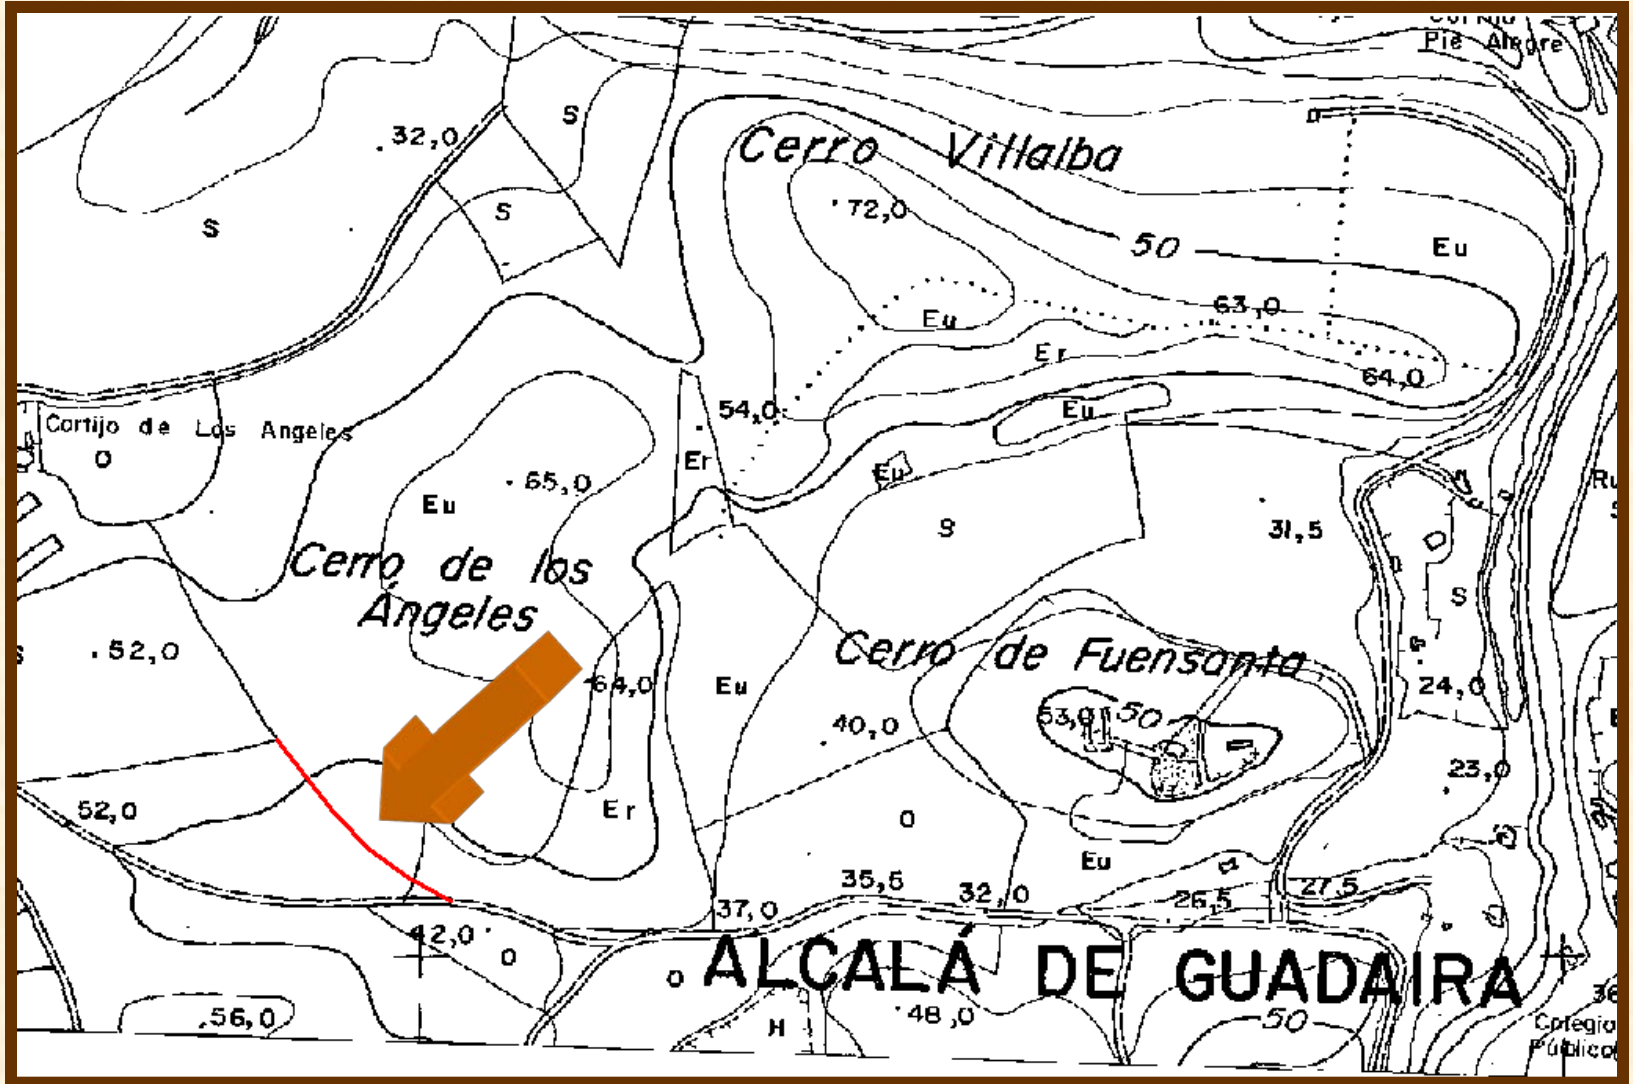 Pie Alegre
S
32,0
Cerro Villalba
S
72,0
S
50
Eu
63,0
Eu
Er
64,0
54,0
Eu
Cortijo de Los Angeles
O
Er
Eu
65,0
Eu
S
31,5
Cerro de los
Ángeles
S
52,0
Cerro de Fuensanta
64,0
Eu
24,0
53,0
50
40,0
23,0
52,0
Er
O
Eu
35,5
32,0
26,5
27,5
37,0
42,0
O
O
ALCALÁ DE GUADAIRA
56,0
H
48,0
50
36
Colegio
Público